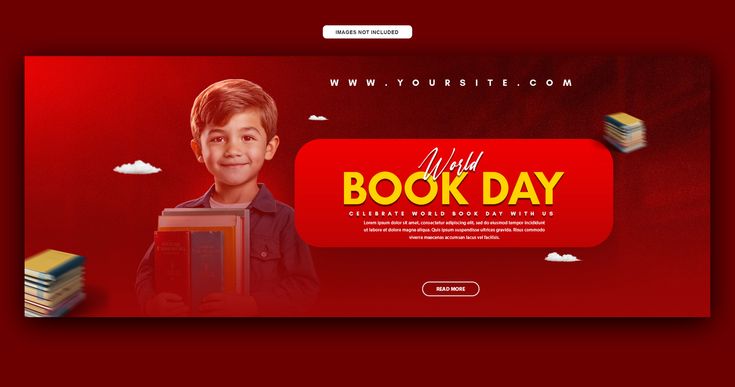 IMAGES NOT INCLUDED
WWW.YOURSITE.COM
World
BOOK DAY
CELEBRATE WORLD BOOK DAY WITH US
Lorem ipsum dolor sit amet, consectetur adipiscing elit, sed do eiusmod tempor incididunt
ut labore et dolore magna aliqua. Quis ipsum suspendisse ultrices gravida. Risus commodo
viverra maecenas accumsan lacus vel facilisis.
READ MORE